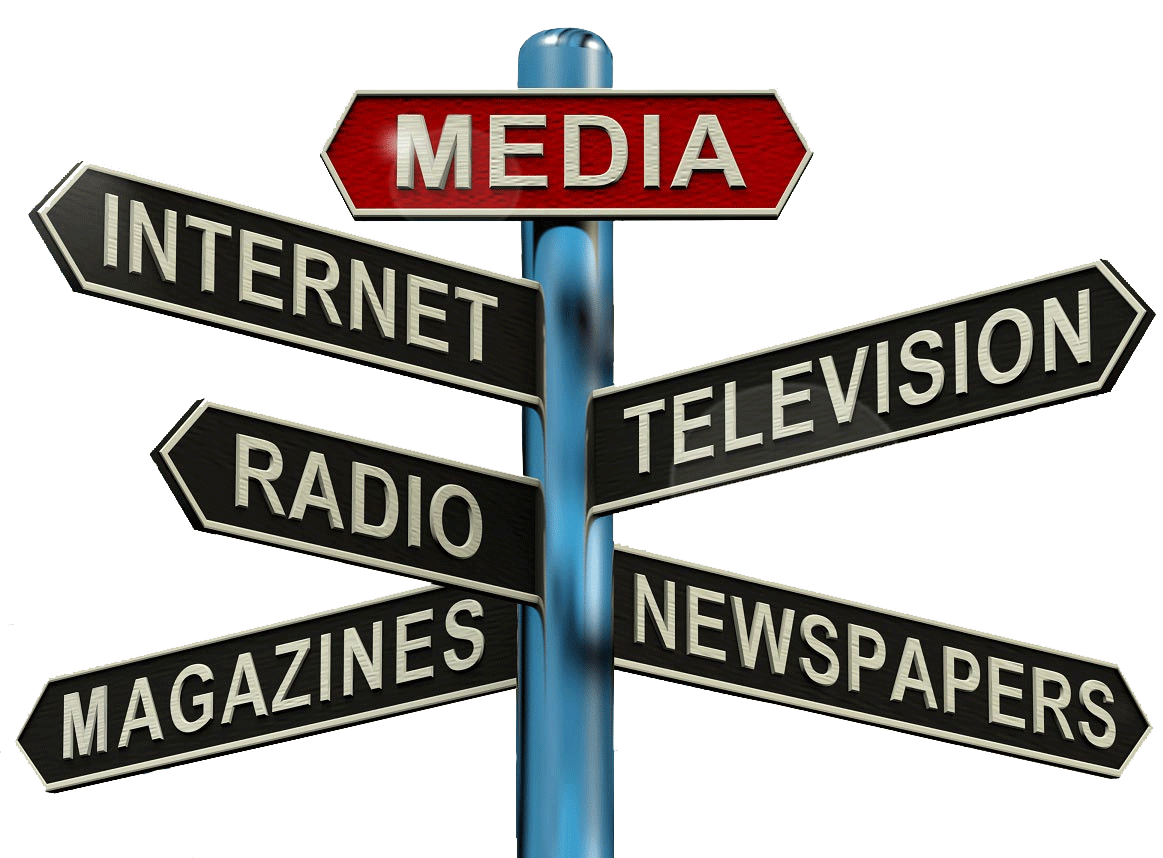 MEDIA
INTERNET
TELEVISION
RADIO
NEWSPAPERS
MAGAZINES